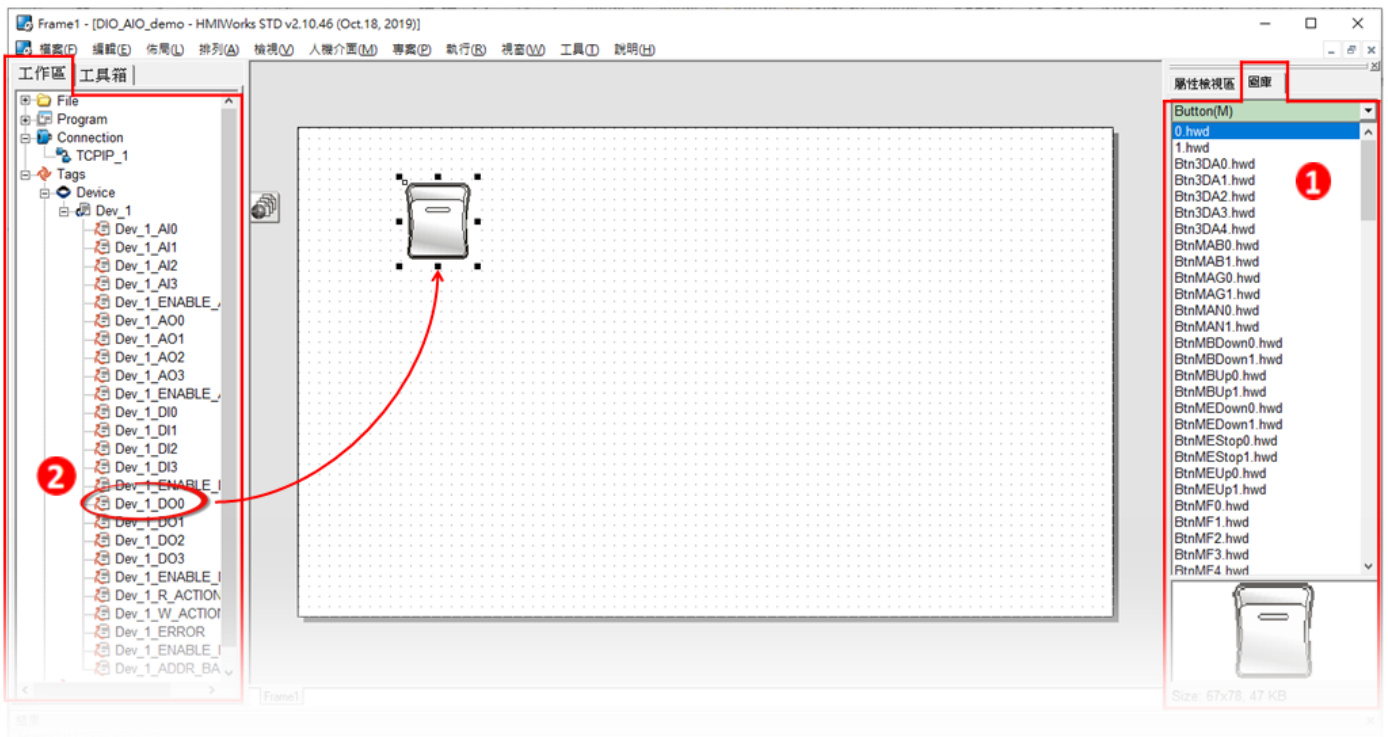 Frame1 - [DIO_AIO_demo - HMIWorks STD v2.10.46 (Oct.18, 2019)]
檔案(F) 編輯(E) 佈局(L) 排列(A) 檢視(V) 人機介面(M) 專案(P) 執行(R) 視窗(W) 工具(T) 說明(H)
工作區 工具箱
File
Program
Connection
TCPIP_1
Tags
Device
Dev_1
Dev_1_AI0
Dev_1_AI1
Dev_1_AI2
Dev_1_AI3
Dev_1_ENABLE_
Dev_1_AO0
Dev_1_AO1
Dev_1_AO2
Dev_1_AO3
Dev_1_ENABLE_
Dev_1_DI0
Dev_1_DI1
Dev_1_DI2
Dev_1_DI3
Dev_1_ENABLE_I
Dev_1_DO0
Dev_1_DO1
Dev_1_DO2
Dev_1_DO3
Dev_1_ENABLE_I
Dev_1_R_ACTION
Dev_1_W_ACTION
Dev_1_ERROR
Dev_1_ENABLE_I
Dev_1_ADDR_BA
2
Frame1
結果
屬性檢視區 圖庫
Button(M)
0.hwd
1.hwd
Btn3DA0.hwd
Btn3DA1.hwd
Btn3DA2.hwd
Btn3DA3.hwd
Btn3DA4.hwd
BtnMAB0.hwd
BtnMAB1.hwd
BtnMAG0.hwd
BtnMAG1.hwd
BtnMAN0.hwd
BtnMAN1.hwd
BtnMBDown0.hwd
BtnMBDown1.hwd
BtnMBUp0.hwd
BtnMBUp1.hwd
BtnMEDown0.hwd
BtnMEDown1.hwd
BtnMEStop0.hwd
BtnMEStop1.hwd
BtnMEUp0.hwd
BtnMEUp1.hwd
BtnMF0.hwd
BtnMF1.hwd
BtnMF2.hwd
BtnMF3.hwd
BtnMF4.hwd
1
Size: 67x78, 47 KB